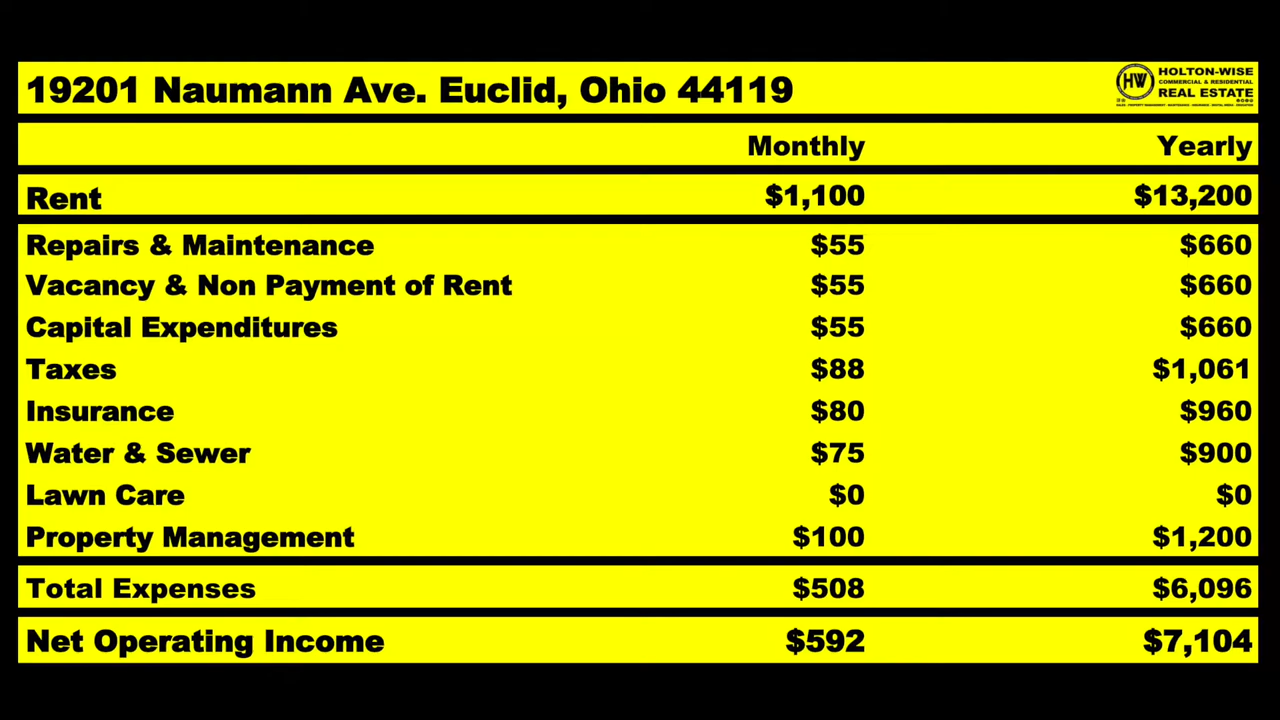 19201 Naumann Ave. Euclid, Ohio 44119
HW
HOLTON-WISE
COMMERCIAL & RESIDENTIAL
REAL ESTATE
Monthly Yearly
Rent $1,100 $13,200
Repairs & Maintenance $55 $660
Vacancy & Non Payment of Rent $55 $660
Capital Expenditures $55 $660
Taxes $88 $1,061
Insurance $80 $960
Water & Sewer $75 $900
Lawn Care $0 $0
Property Management $100 $1,200
Total Expenses $508 $6,096
Net Operating Income $592 $7,104